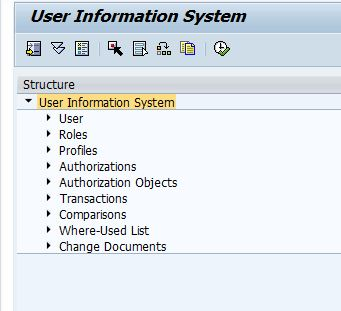 User Information System
Structure
User Information System
User
Roles
Profiles
Authorizations
Authorization Objects
Transactions
Comparisons
Where-Used List
Change Documents